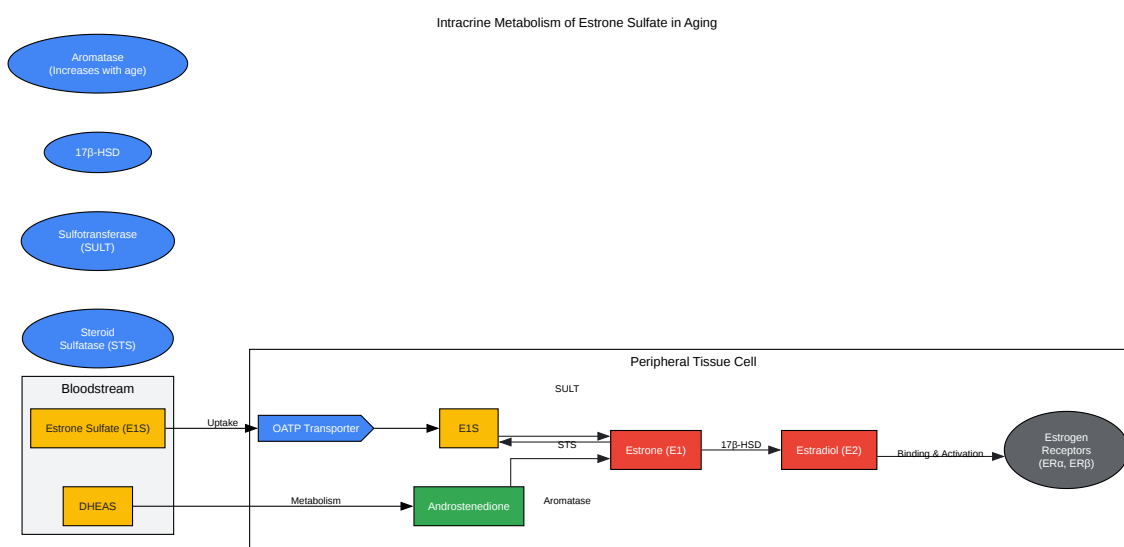 Intracrine Metabolism of Estrone Sulfate in Aging
Aromatase
(Increases with age)
17β-HSD
Sulfotransferase
(SULT)
Steroid
Sulfatase (STS)
Bloodstream
Estrone Sulfate (E1S)
DHEAS
Peripheral Tissue Cell
Uptake
OATP Transporter
E1S
SULT
STS
Estrone (E1)
17β-HSD
Estradiol (E2)
Binding & Activation
Estrogen
Receptors
(ERα, ERβ)
Metabolism
Androstenedione
Aromatase